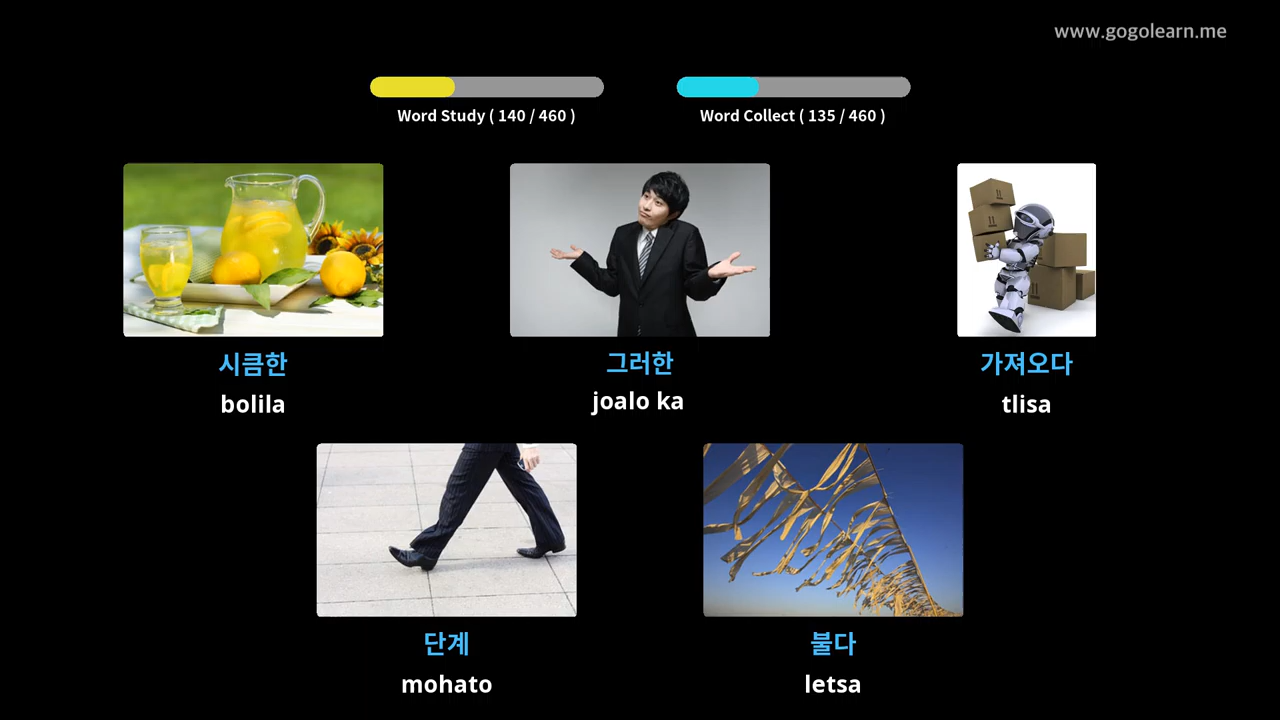 www.gogolearn.me
Word Study ( 140 / 460 )
Word Collect ( 135 / 460 )
시큼한
bolila
그러한
joalo ka
가져오다
tlisa
단계
mohato
불다
letsa